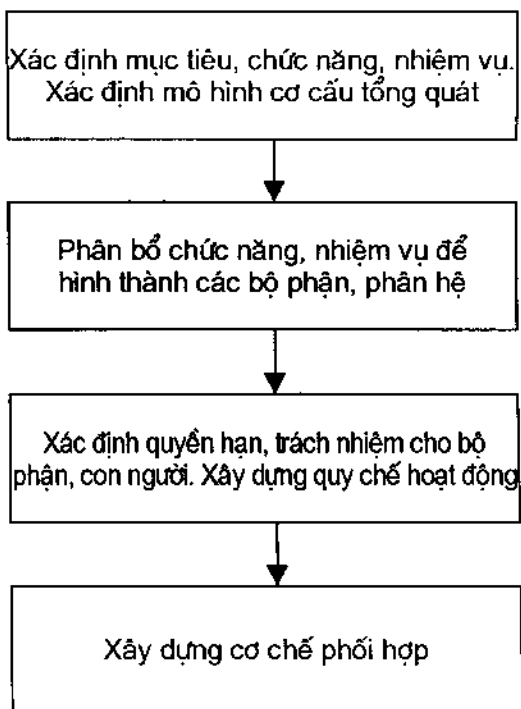 Xác định mục tiêu, chức năng, nhiệm vụ.
Xác định mô hình cơ cấu tổng quát
Phân bổ chức năng, nhiệm vụ để
hình thành các bộ phận, phân hệ
Xác định quyền hạn, trách nhiệm cho bộ
phận, con người. Xây dựng quy chế hoạt động
Xây dựng cơ chế phối hợp